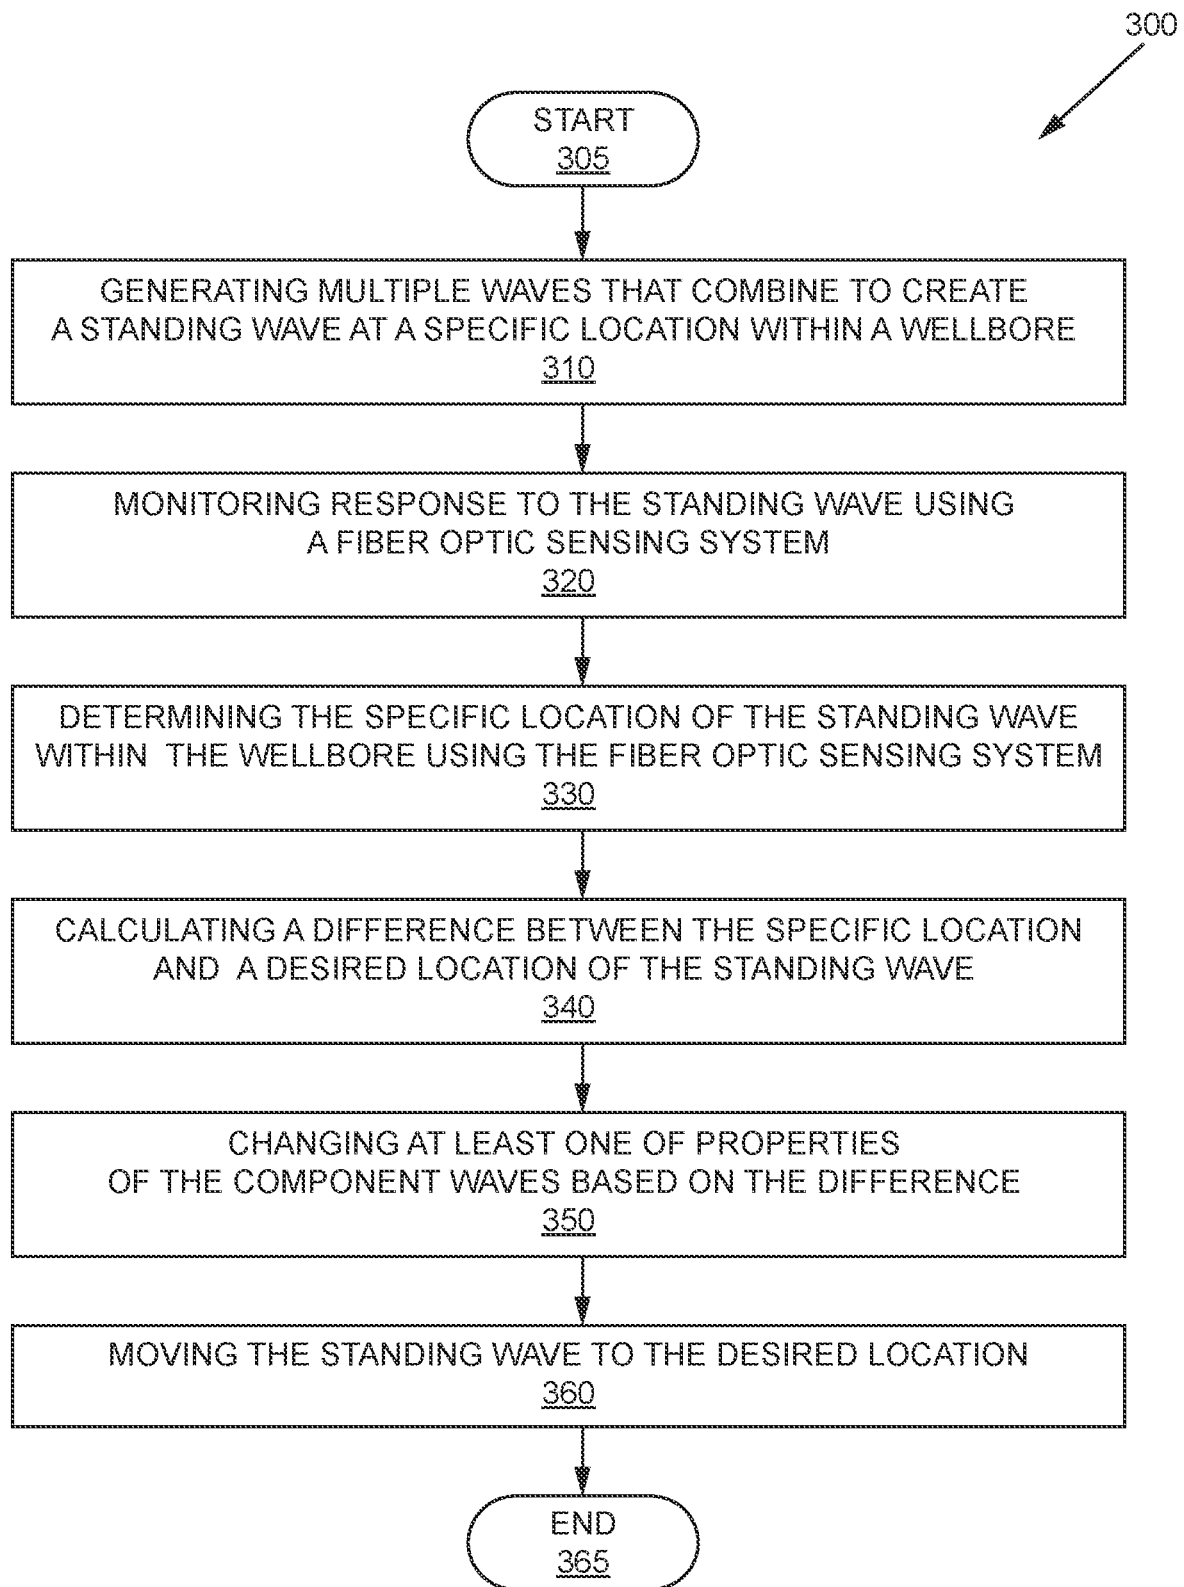 300
START
305
GENERATING MULTIPLE WAVES THAT COMBINE TO CREATE
A STANDING WAVE AT A SPECIFIC LOCATION WITHIN A WELLBORE
310
MONITORING RESPONSE TO THE STANDING WAVE USING
A FIBER OPTIC SENSING SYSTEM
320
DETERMINING THE SPECIFIC LOCATION OF THE STANDING WAVE
WITHIN THE WELLBORE USING THE FIBER OPTIC SENSING SYSTEM
330
CALCULATING A DIFFERENCE BETWEEN THE SPECIFIC LOCATION
AND A DESIRED LOCATION OF THE STANDING WAVE
340
CHANGING AT LEAST ONE OF PROPERTIES
OF THE COMPONENT WAVES BASED ON THE DIFFERENCE
350
MOVING THE STANDING WAVE TO THE DESIRED LOCATION
360
END
365